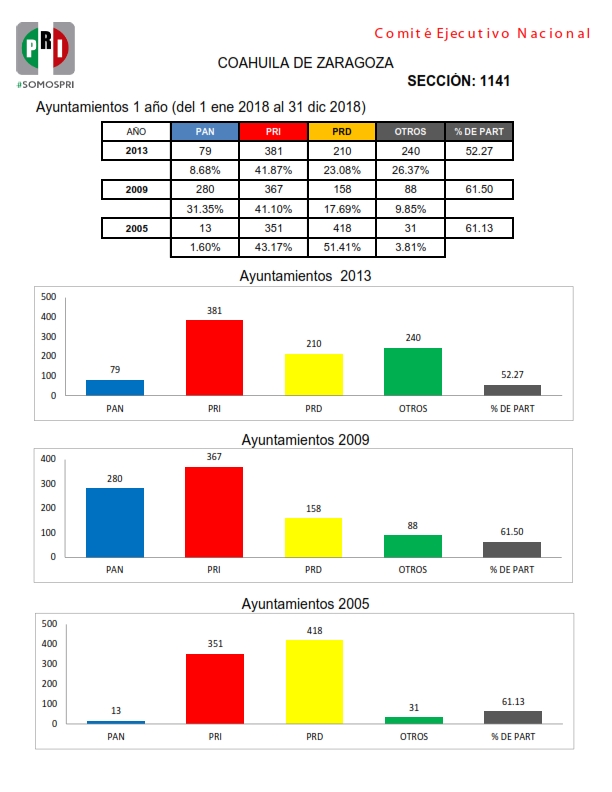 Comité Ejecutivo Nacional
PRI
#SOMOSPRI
COAHUILA DE ZARAGOZA
SECCIÓN: 1141
Ayuntamientos 1 año (del 1 ene 2018 al 31 dic 2018)
AÑO PAN PRI PRD OTROS % DE PART
2013 79 381 210 240 52.27
8.68% 41.87% 23.08% 26.37%
2009 280 367 158 88 61.50
31.35% 41.10% 17.69% 9.85%
2005 13 351 418 31 61.13
1.60% 43.17% 51.41% 3.81%
Ayuntamientos 2013
500
400
300
200
100
0
79 381 210 240 52.27
PAN PRI PRD OTROS % DE PART
Ayuntamientos 2009
400
300
200
100
0
280 367 158 88 61.50
PAN PRI PRD OTROS % DE PART
Ayuntamientos 2005
500
400
300
200
100
0
13 351 418 31 61.13
PAN PRI PRD OTROS % DE PART